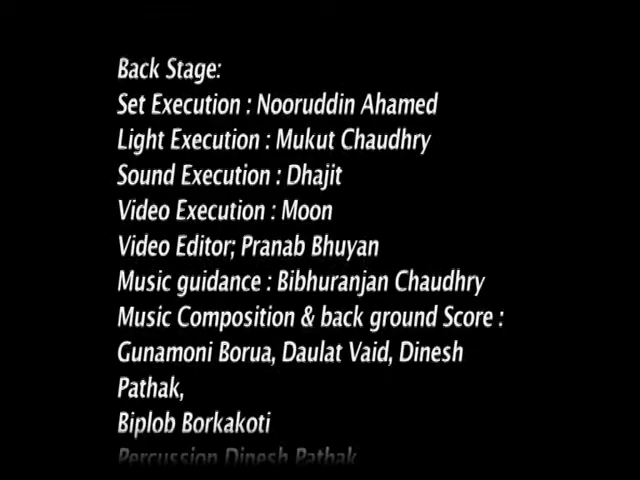 Back Stage:
Set Execution : Nooruddin Ahamed
Light Execution : Mukut Chaudhry
Sound Execution : Dhajit
Video Execution : Moon
Video Editor; Pranab Bhuyan
Music guidance : Bibhuranjan Chaudhry
Music Composition & back ground Score :
Gunamoni Borua, Daulat Vaid, Dinesh
Pathak,
Biplob Borkakoti
Percussion Dinesh Pathak